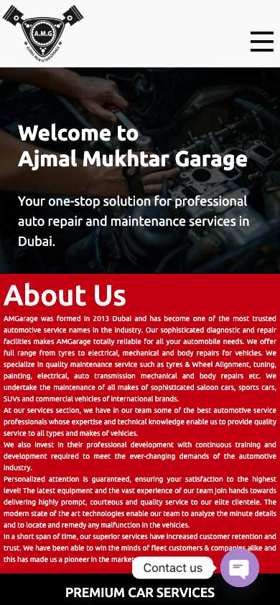 A.M.G
Welcome to
Ajmal Mukhtar Garage
Your one-stop solution for professional
auto repair and maintenance services in
Dubai.
About Us
AMGarage was formed in 2013 Dubai and has become one of the most trusted
automotive service names in the industry. Our sophisticated diagnostic and repair
facilities makes AMGarage totally reliable for all your automobile needs. We offer
full range from tyres to electrical, mechanical and body repairs for vehicles. We
specialize in quality maintenance service such as tyres & Wheel Alignment, tuning,
painting, electrical, auto transmission mechanical and body repairs etc. We
undertake the maintenance of all makes of sophisticated saloon cars, sports cars,
SUVs and commercial vehicles of international brands.
At our services section, we have in our team some of the best automotive service
professionals whose expertise and technical knowledge enable us to provide quality
service to all types and makes of vehicles.
We also invest in their professional development with continuous training and
development required to meet the ever-changing demands of the automotive
industry.
Personalized attention is guaranteed, ensuring your satisfaction to the highest
level! The latest equipment and the vast experience of our team join hands towards
delivering highly prompt, courteous and quality service to our elite clientele. The
modern state of the art technologies enable our team to analyze the minute details
and to locate and remedy any malfunction in the vehicles.
In a short span of time, our superior services have increased customer retention and
trust. We have been able to win the minds of fleet customers & companies alike and
this has made us a pioneer in the market
Contact us
PREMIUM CAR SERVICES